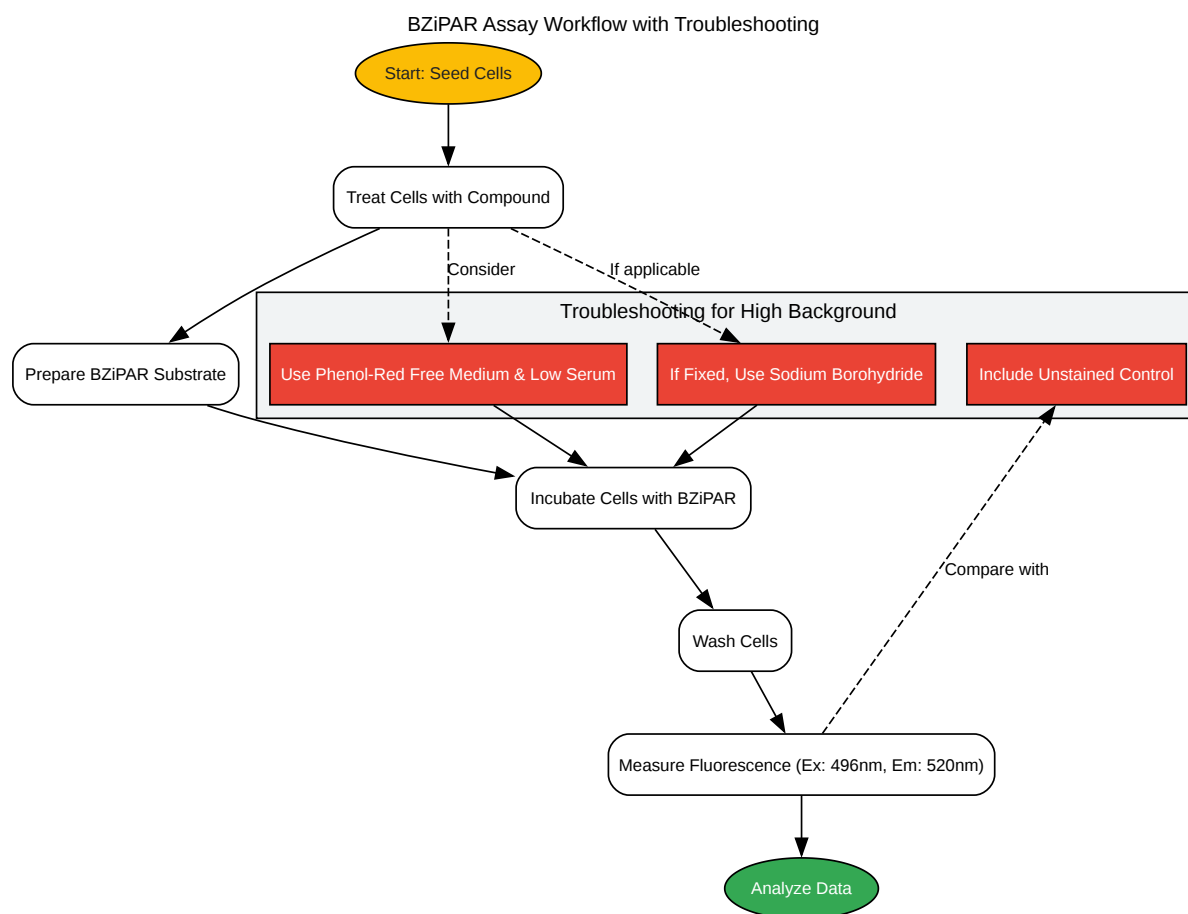 BZiPAR Assay Workflow with Troubleshooting
Start: Seed Cells
Treat Cells with Compound
Consider
If applicable
Troubleshooting for High Background
Prepare BZiPAR Substrate
Use Phenol-Red Free Medium & Low Serum
If Fixed, Use Sodium Borohydride
Include Unstained Control
Incubate Cells with BZiPAR
Compare with
Wash Cells
Measure Fluorescence (Ex: 496nm, Em: 520nm)
Analyze Data